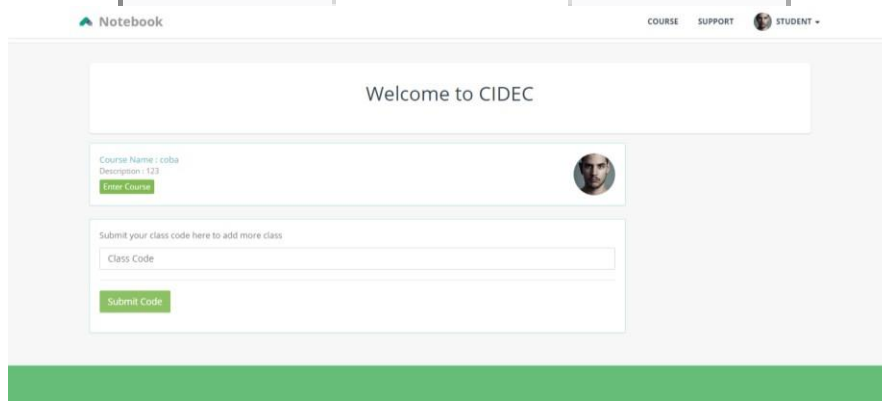 Notebook
COURSE SUPPORT STUDENT
Welcome to CIDEC
Course Name : coba
Description : 123
Enter Course
Submit your class code here to add more class
Class Code
Submit Code